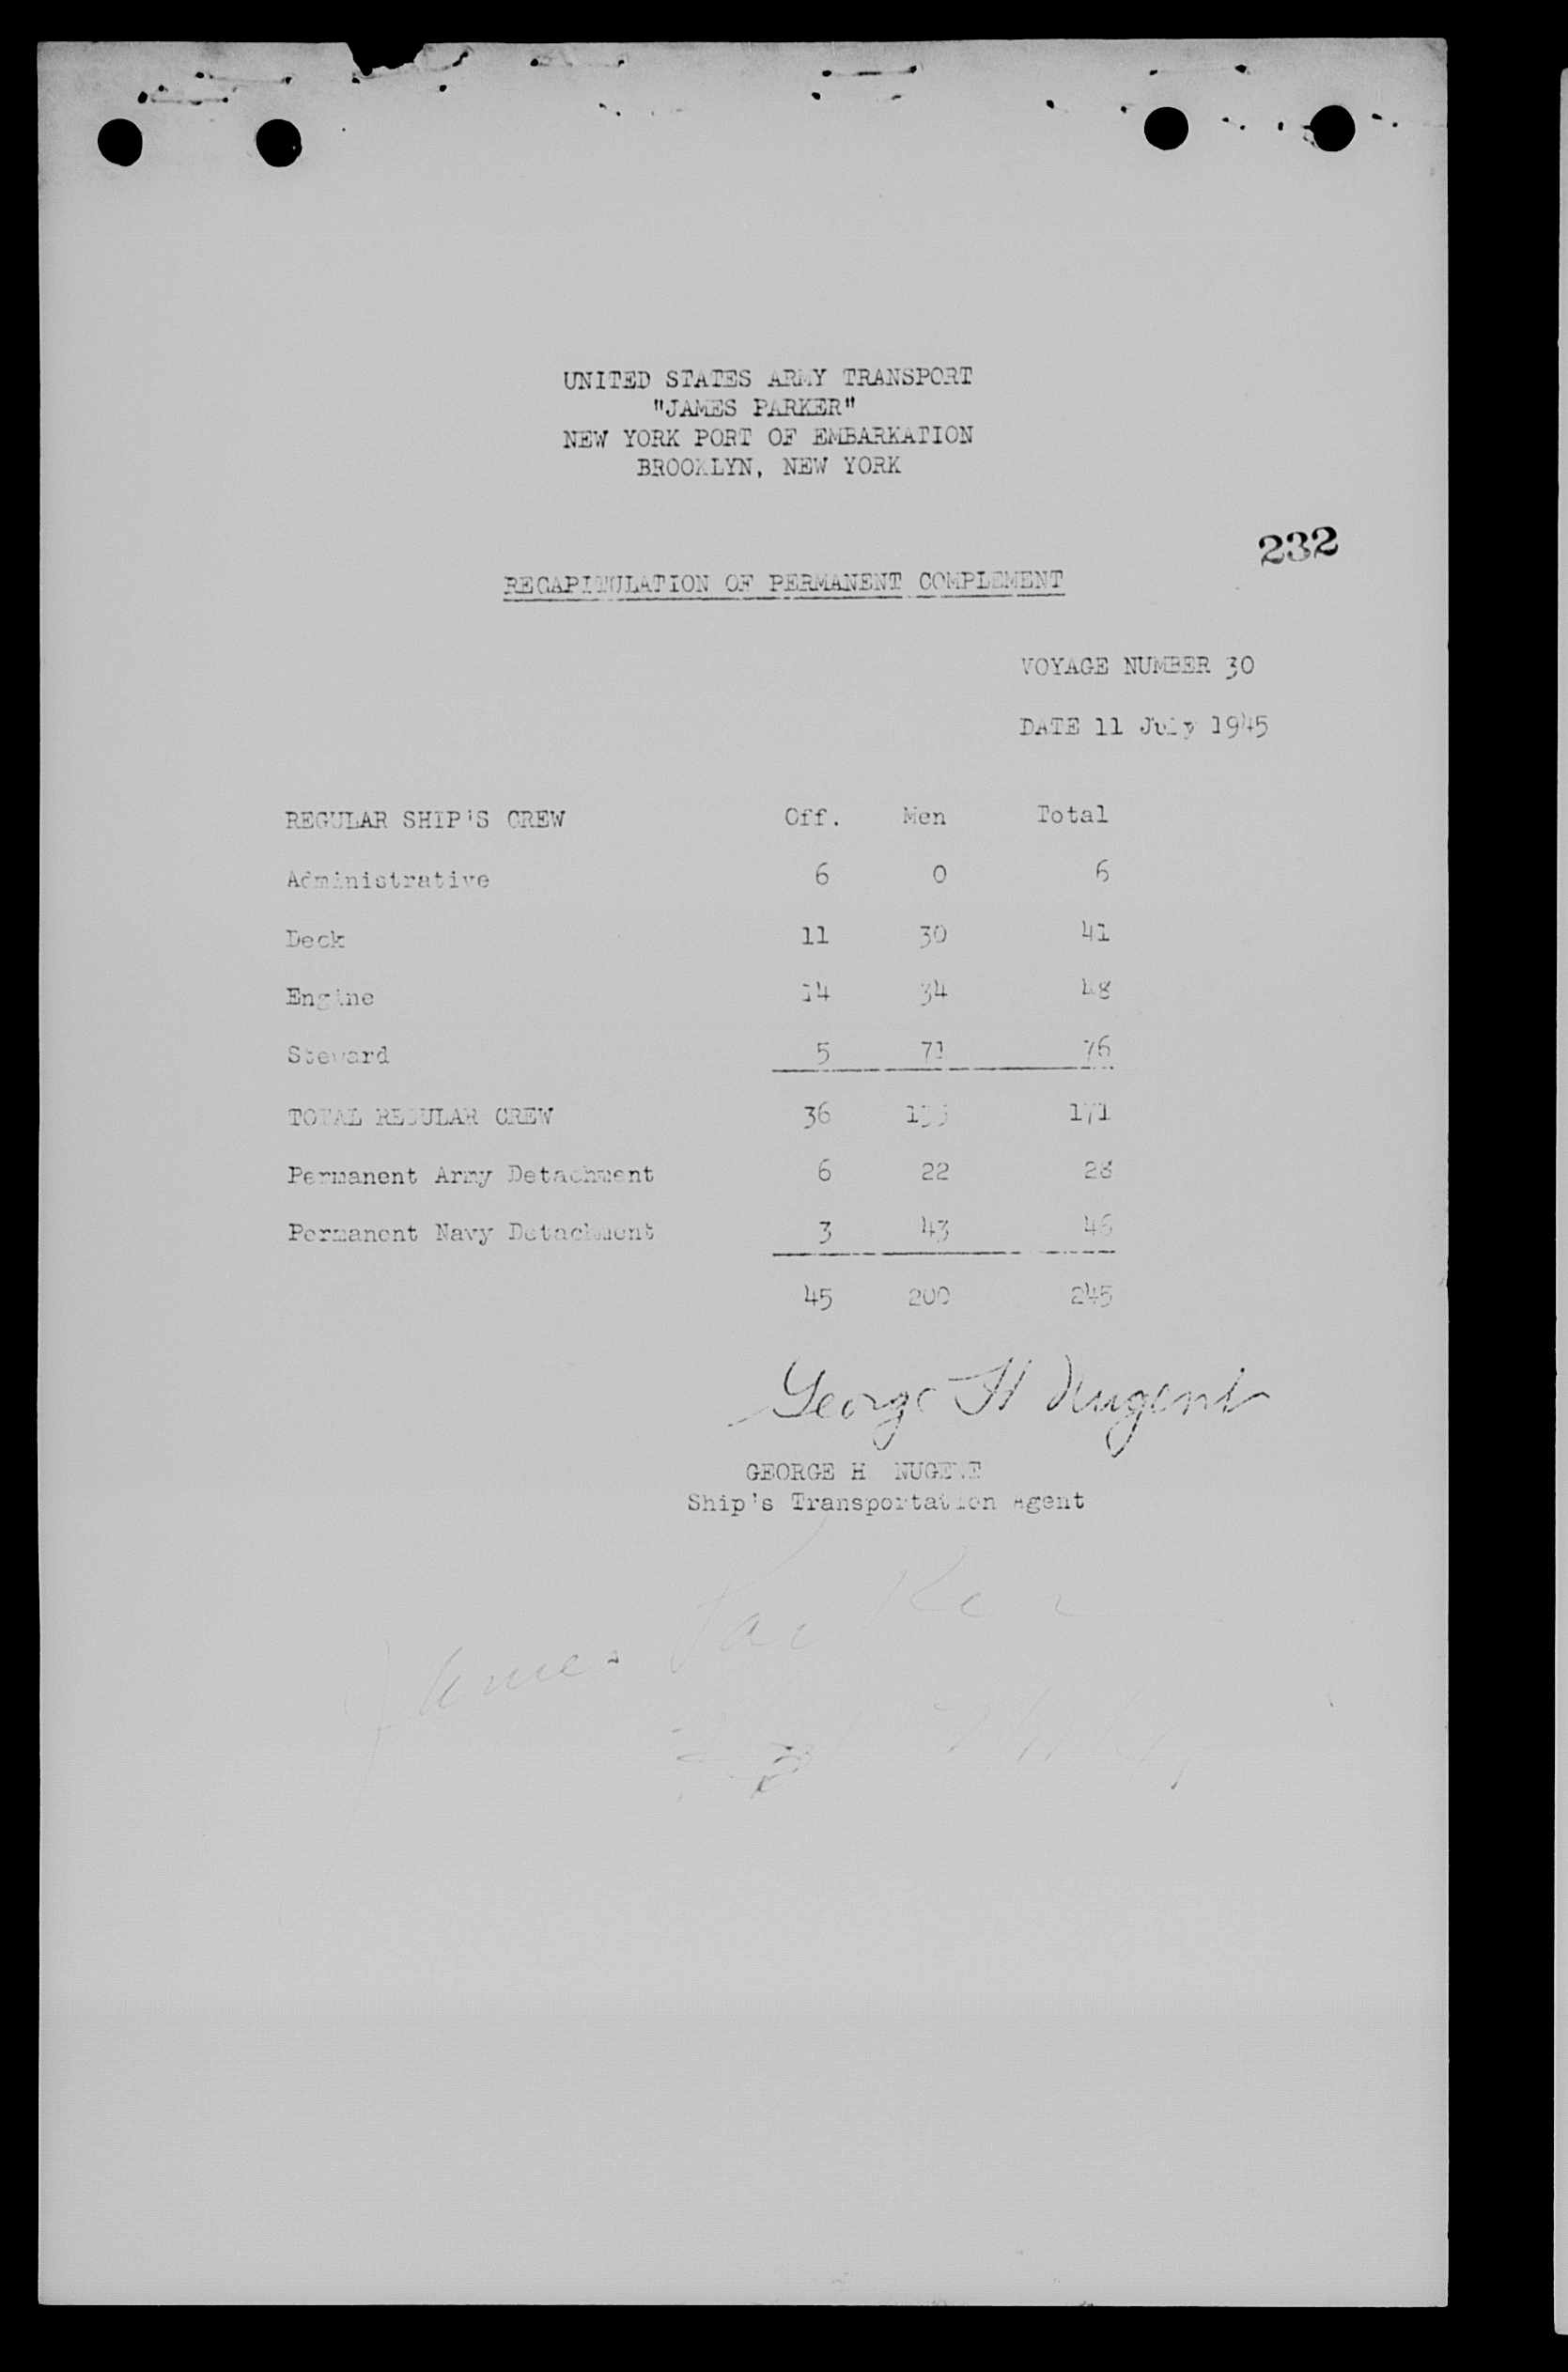 UNITED STATES ARMY TRANSPORT
"JAMES PARKER"
NEW YORK PORT OF EMBARKATION
BROOKLYN, NEW YORK
232
RECAPITULATION OF PERMANENT COMPLEMENT
VOYAGE NUMBER 30
DATE 11 July 1945
REGULAR SHIP'S CREW Off. Men Total
Administrative 6 0 6
Deck 11 30 41
Engine 14 34 48
Steward 5 71 76
TOTAL REGULAR CREW 36 135 171
Permanent Army Detachment 6 22 28
Permanent Navy Detachment 3 43 46
45 200 245
George H Nugent
GEORGE H NUGENT
Ship's Transportation Agent
James Parker